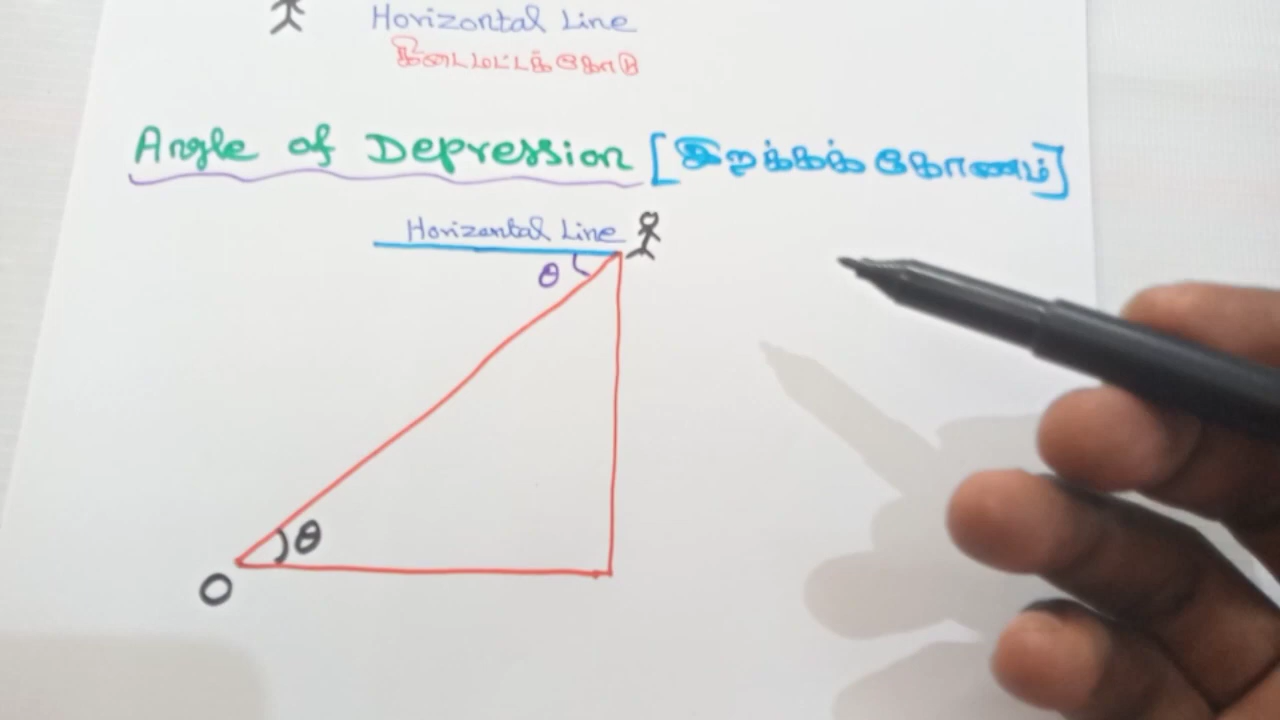 Horizontal Line
கிடைமட்டக்கோடு
Angle of Depression [இறக்கக் கோணம்]
Horizontal Line
θ
θ
O